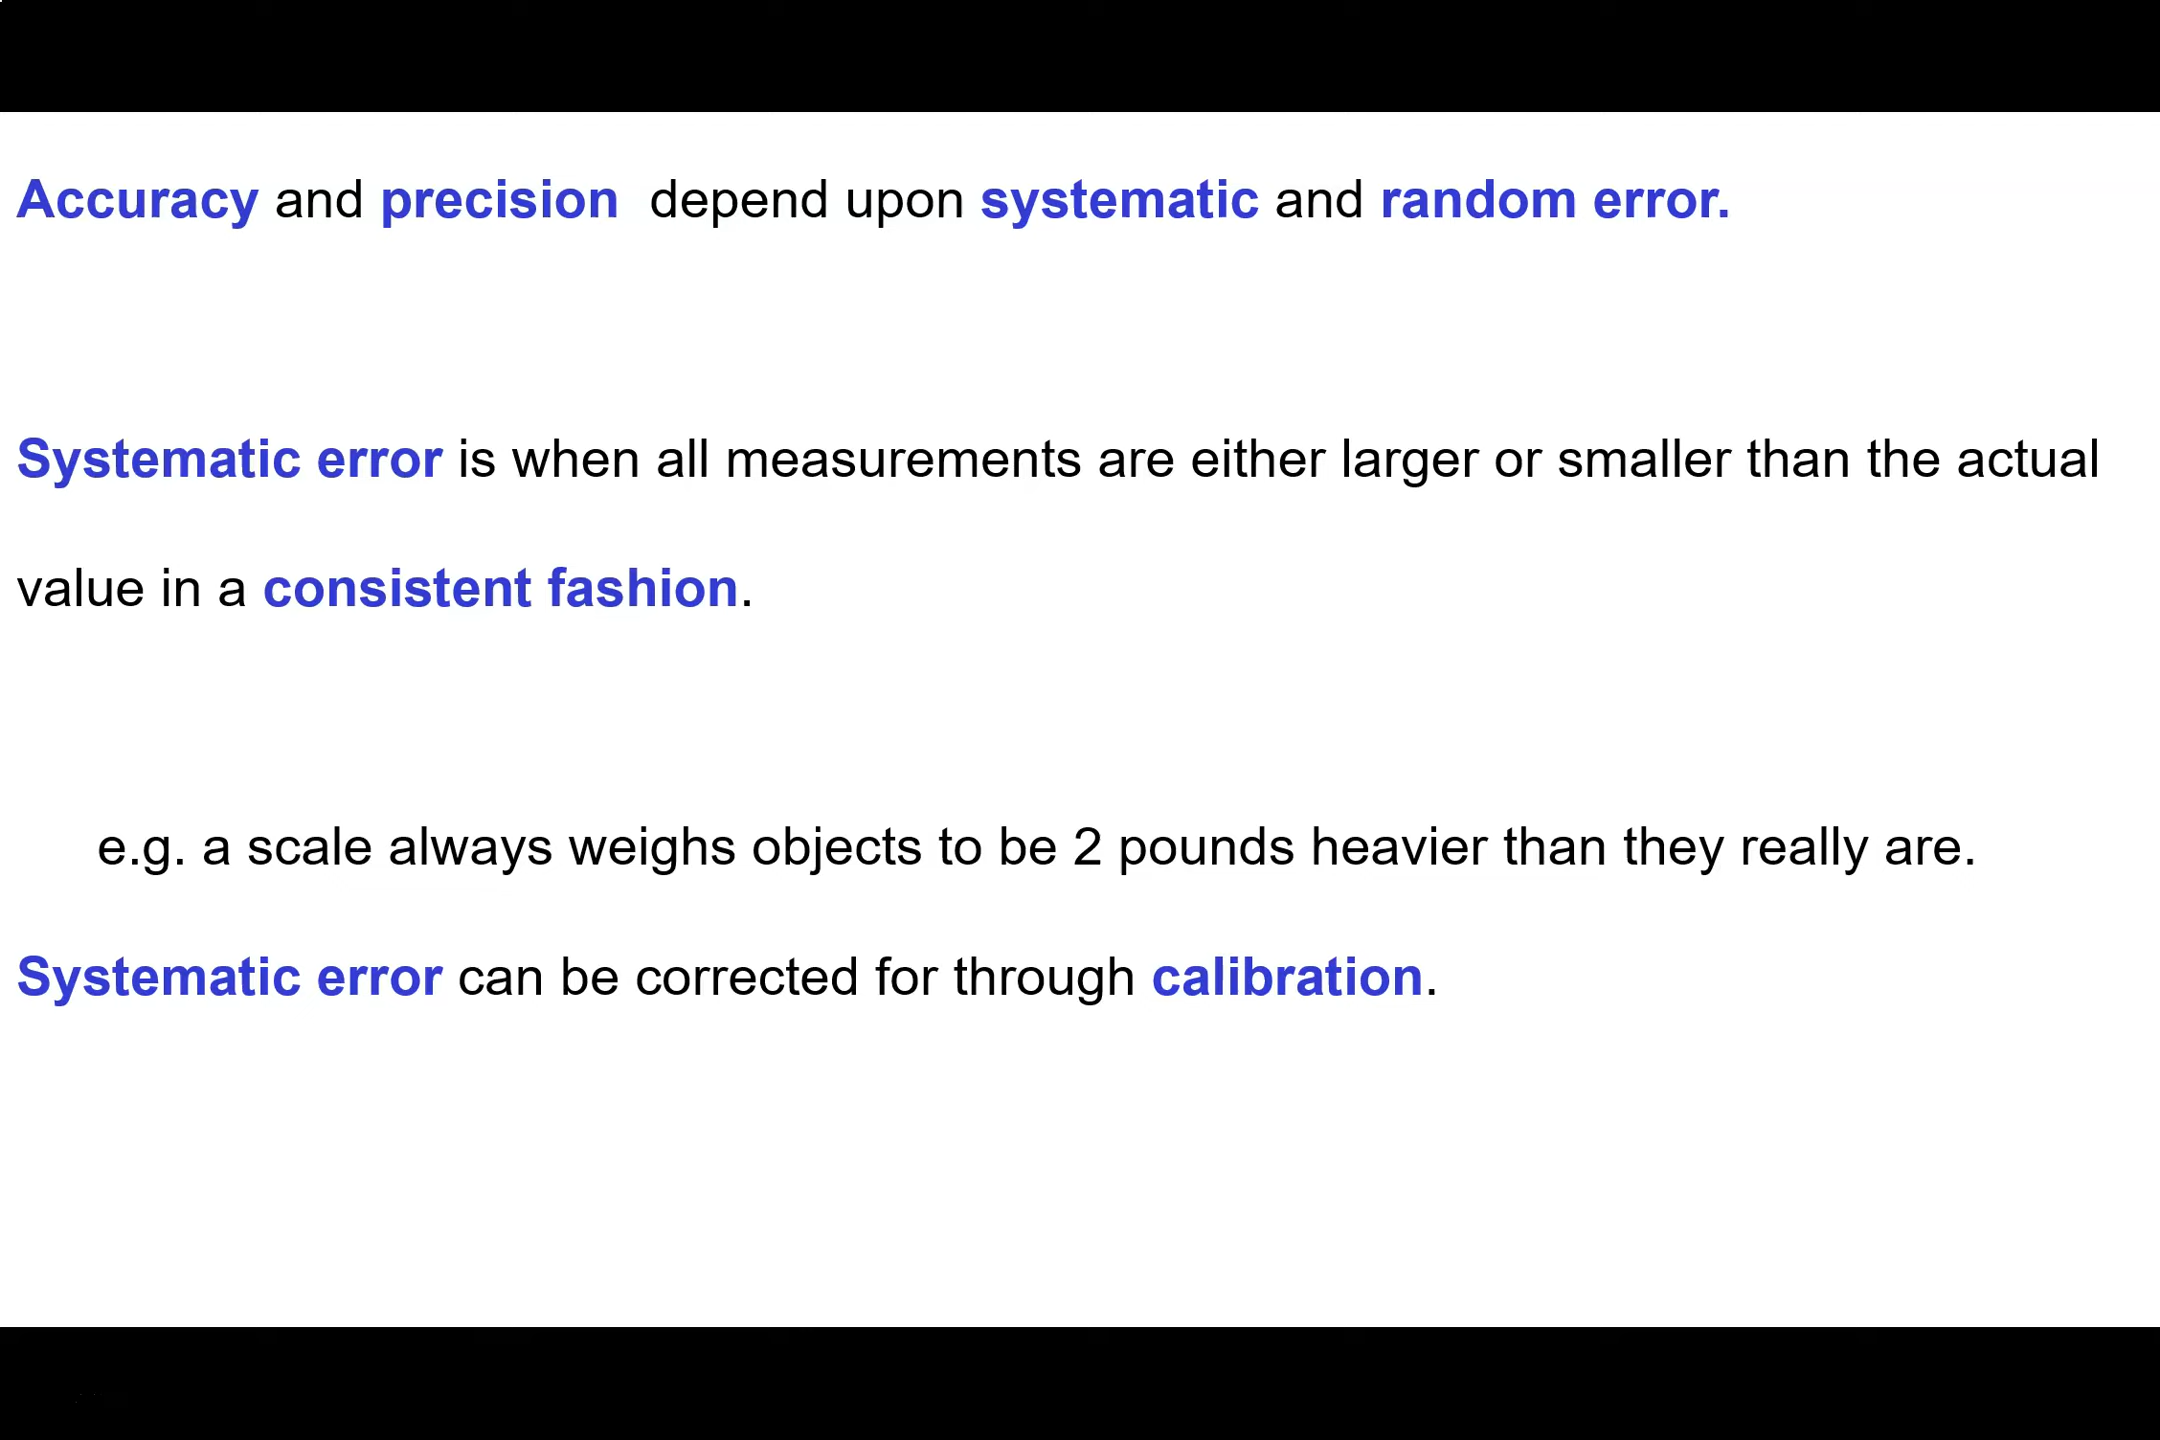 Accuracy and precision  depend upon systematic and random error.
Systematic error is when all measurements are either larger or smaller than the actual
value in a consistent fashion.
e.g. a scale always weighs objects to be 2 pounds heavier than they really are.
Systematic error can be corrected for through calibration.